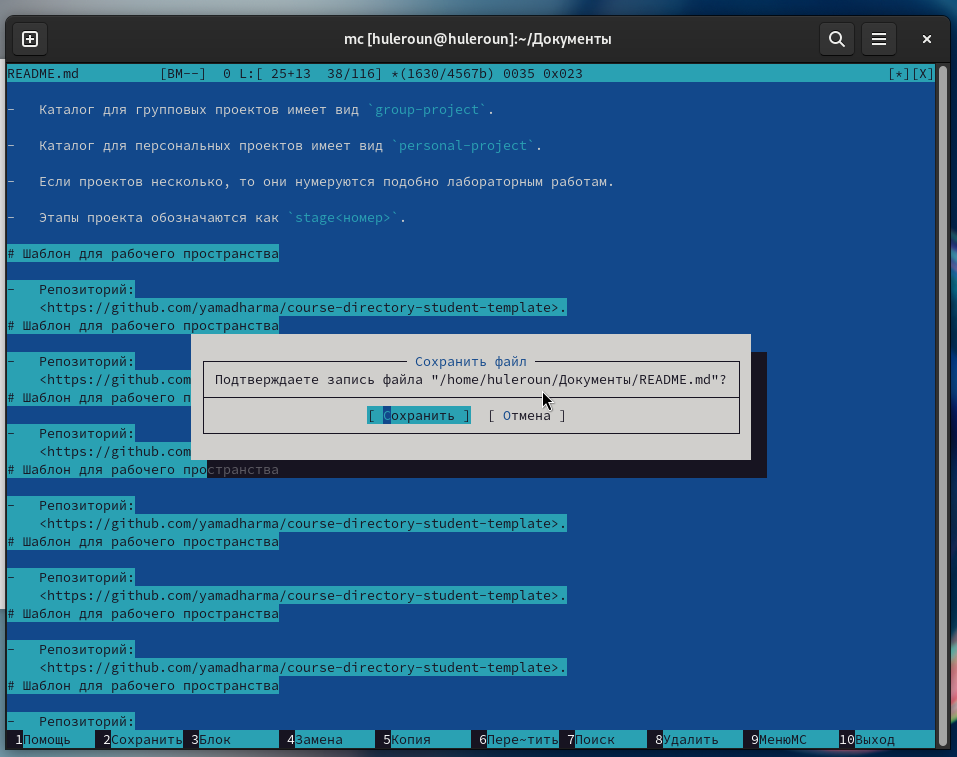 mc [huleroun@huleroun]:~/Документы
README.md [BM--] 0 L:[ 25+13 38/116] *(1630/4567b) 0035 0x023 [*][X]
- Каталог для групповых проектов имеет вид `group-project`.
- Каталог для персональных проектов имеет вид `personal-project`.
- Если проектов несколько, то они нумеруются подобно лабораторным работам.
- Этапы проекта обозначаются как `stage<номер>`.
# Шаблон для рабочего пространства
- Репозиторий:
<https://github.com/yamadharma/course-directory-student-template>.
# Шаблон для рабочего пространства
- Репозиторий:
<https://github.com
# Шаблон для рабочего п
- Репозиторий:
<https://github.com
# Шаблон для рабочего пространства
Сохранить файл
Подтверждаете запись файла "/home/huleroun/Документы/README.md"?
[ Сохранить ] [ Отмена ]
- Репозиторий:
<https://github.com/yamadharma/course-directory-student-template>.
# Шаблон для рабочего пространства
- Репозиторий:
<https://github.com/yamadharma/course-directory-student-template>.
# Шаблон для рабочего пространства
- Репозиторий:
<https://github.com/yamadharma/course-directory-student-template>.
# Шаблон для рабочего пространства
- Репозиторий:
1Помощь 2Сохранить 3Блок 4Замена 5Копия 6Пере~тить 7Поиск 8Удалить 9МенюMC 10Выход